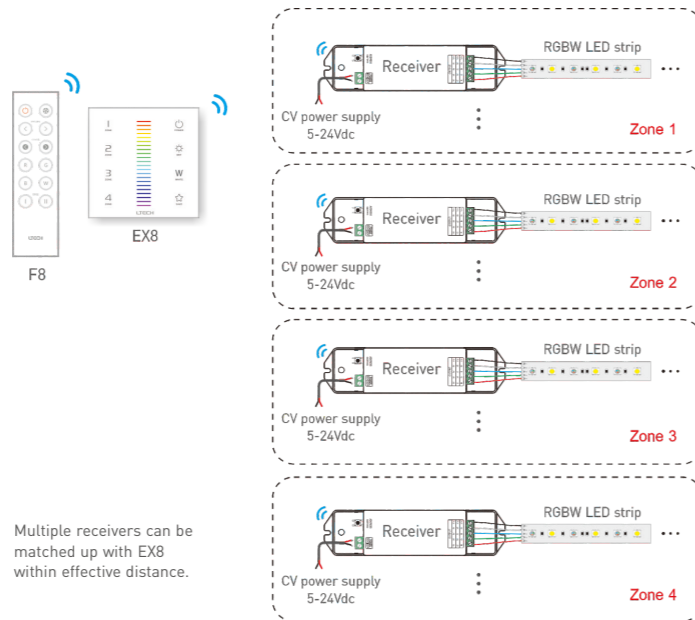 RGBW LED strip
Receiver
CV power supply
5-24Vdc
Zone 1
1
2
3
4
W
LTECH
EX8
LTECH
F8
RGBW LED strip
Receiver
CV power supply
5-24Vdc
Zone 2
RGBW LED strip
Receiver
CV power supply
5-24Vdc
Zone 3
RGBW LED strip
Receiver
CV power supply
5-24Vdc
Zone 4
Multiple receivers can be
matched up with EX8
within effective distance.